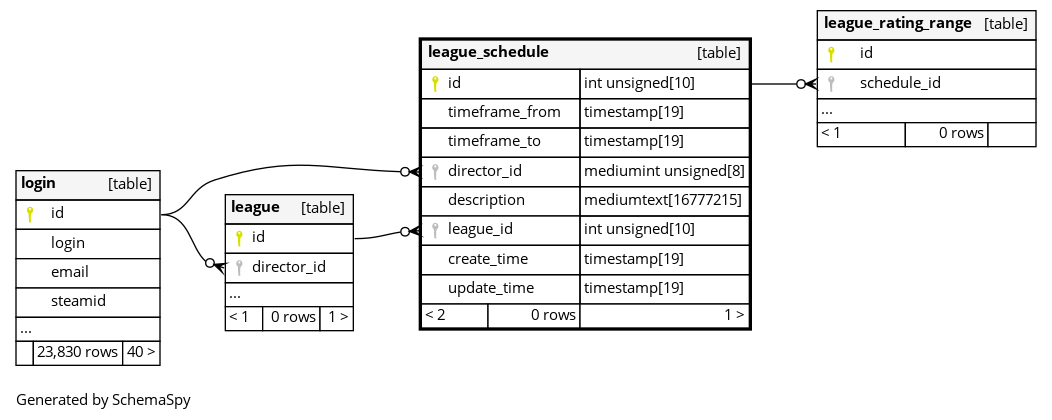 login [table]
id
login
email
steamid
...
23,830 rows 40 >
league [table]
id
director_id
...
< 1 0 rows 1 >
league_schedule [table]
id int unsigned[10]
timeframe_from timestamp[19]
timeframe_to timestamp[19]
director_id mediumint unsigned[8]
description mediumtext[16777215]
league_id int unsigned[10]
create_time timestamp[19]
update_time timestamp[19]
< 2 0 rows 1 >
league_rating_range [table]
id
schedule_id
...
< 1 0 rows
Generated by SchemaSpy